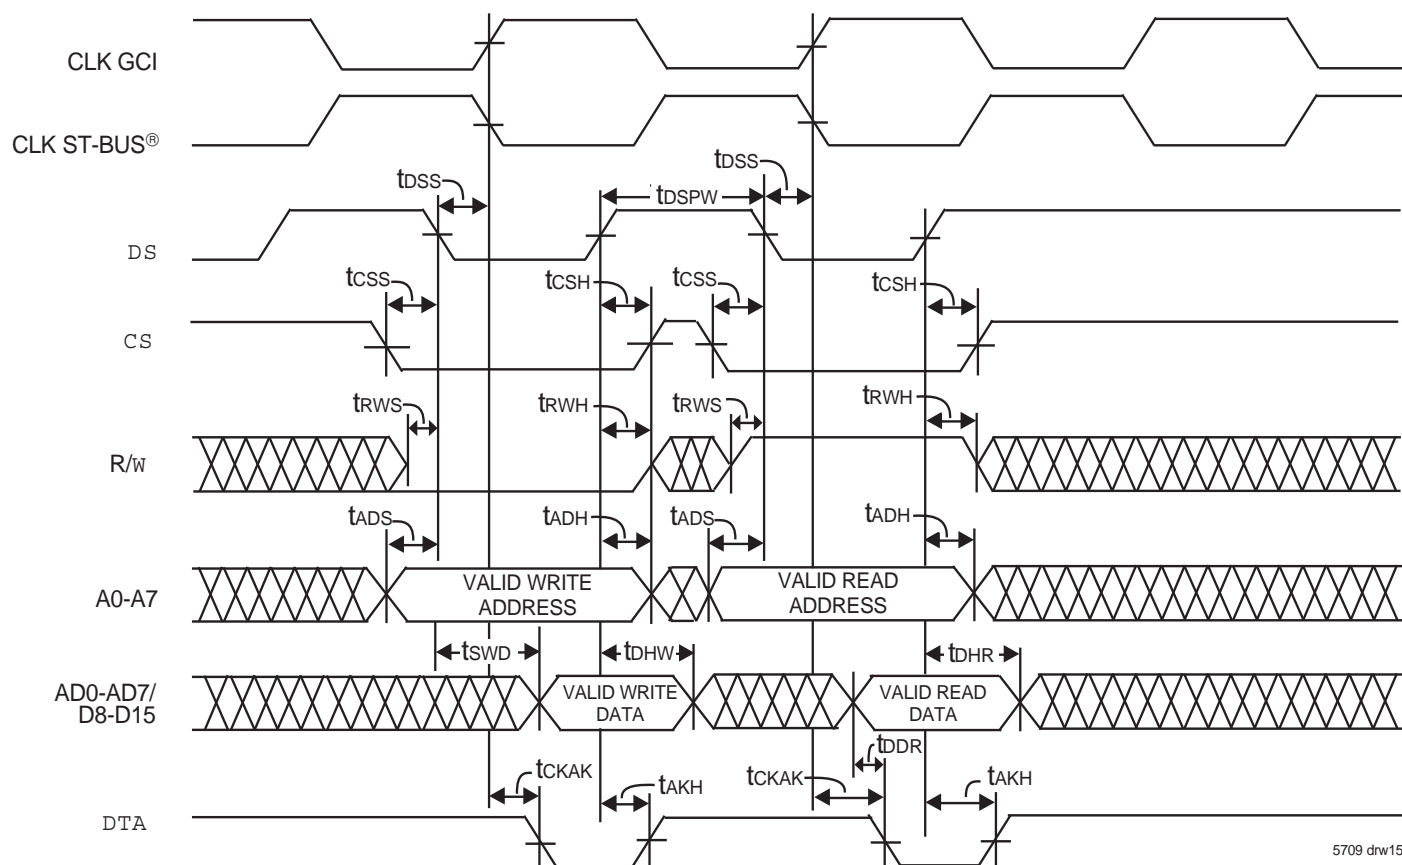 CLK GCI
CLK ST-BUS®
tDSS
tDSPW
tDSS
DS
tCSS
tCSH
tCSS
tCSH
CS
tRWS
tRWH
tRWS
tRWH
R/W
tADS
tADH
tADS
tADH
A0-A7
VALID WRITE
ADDRESS
VALID READ
ADDRESS
tSWD
tDHW
tDHR
AD0-AD7/
D8-D15
VALID WRITE
DATA
VALID READ
DATA
tDDR
tCKAK
tAKH
tCKAK
tAKH
DTA
5709 drw15